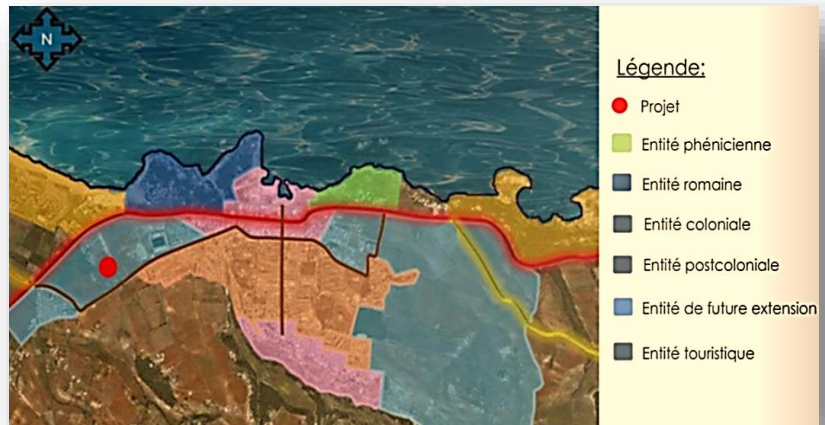 N
Légende:
Projet
Entité phénicienne
Entité romaine
Entité coloniale
Entité postcoloniale
Entité de future extension
Entité touristique